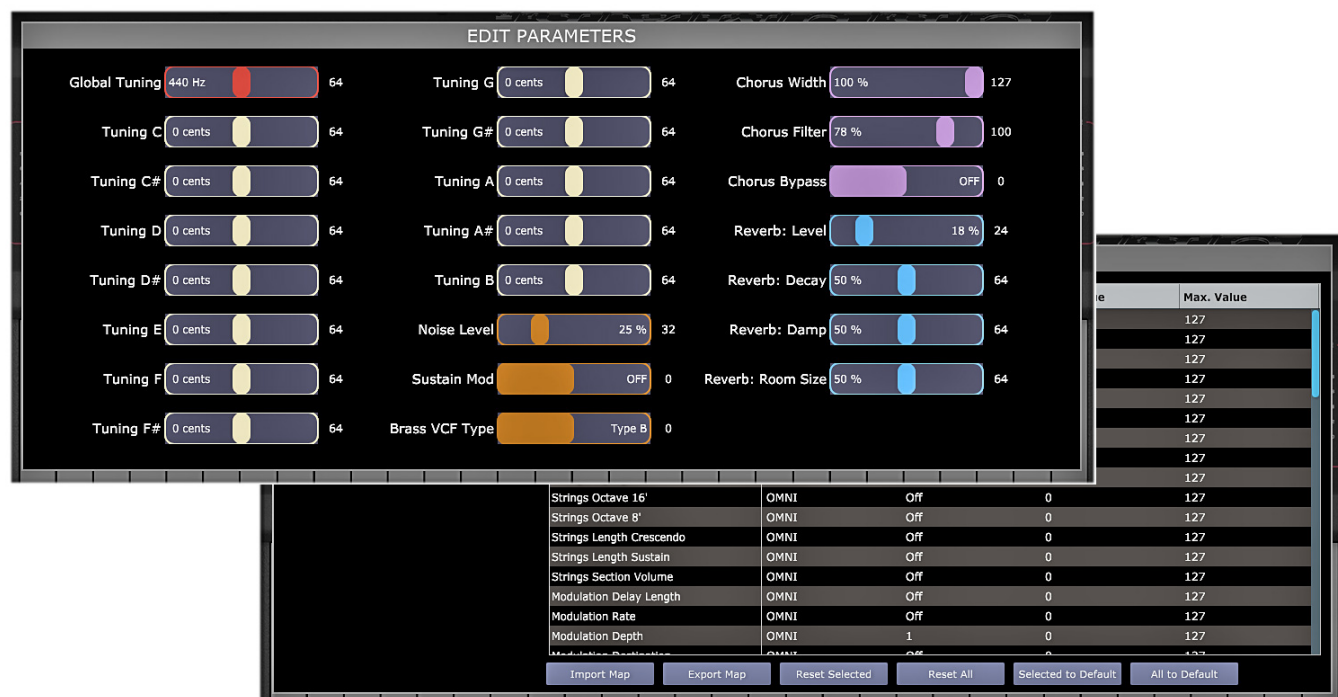 EDIT PARAMETERS
Global Tuning 440 Hz 64
Tuning C 0 cents 64
Tuning C# 0 cents 64
Tuning D 0 cents 64
Tuning D# 0 cents 64
Tuning E 0 cents 64
Tuning F 0 cents 64
Tuning F# 0 cents 64
Tuning G 0 cents 64
Tuning G# 0 cents 64
Tuning A 0 cents 64
Tuning A# 0 cents 64
Tuning B 0 cents 64
Noise Level 25 % 32
Sustain Mod OFF 0
Brass VCF Type Type B 0
Chorus Width 100 % 127
Chorus Filter 78 % 100
Chorus Bypass OFF 0
Reverb: Level 18 % 24
Reverb: Decay 50 % 64
Reverb: Damp 50 % 64
Reverb: Room Size 50 % 64
Max. Value
127
127
127
127
127
127
127
127
127
Strings Octave 16' OMNI Off 0 127
Strings Octave 8' OMNI Off 0 127
Strings Length Crescendo OMNI Off 0 127
Strings Length Sustain OMNI Off 0 127
Strings Section Volume OMNI Off 0 127
Modulation Delay Length OMNI Off 0 127
Modulation Rate OMNI Off 0 127
Modulation Depth OMNI 1 0 127
Import Map Export Map Reset Selected Reset All Selected to Default All to Default